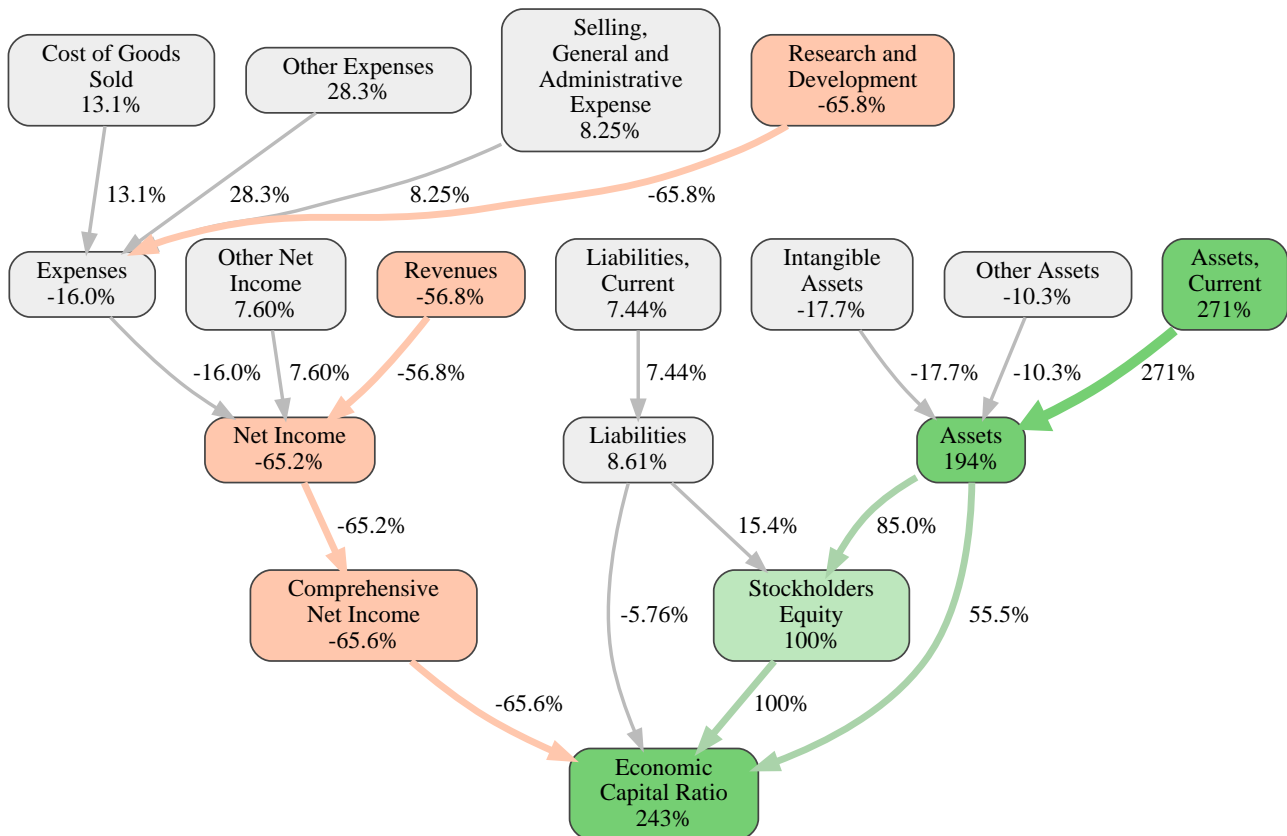 Cost of Goods
Sold
13.1%
Other Expenses
28.3%
Selling,
General and
Administrative
Expense
8.25%
Research and
Development
-65.8%
13.1%
28.3%
8.25%
-65.8%
Expenses
-16.0%
Other Net
Income
7.60%
Revenues
-56.8%
Liabilities,
Current
7.44%
Intangible
Assets
-17.7%
Other Assets
-10.3%
Assets,
Current
271%
-16.0%
7.60%
-56.8%
7.44%
-17.7%
-10.3%
271%
Net Income
-65.2%
Liabilities
8.61%
Assets
194%
-65.2%
15.4%
85.0%
Comprehensive
Net Income
-65.6%
-5.76%
Stockholders
Equity
100%
55.5%
-65.6%
100%
Economic
Capital Ratio
243%